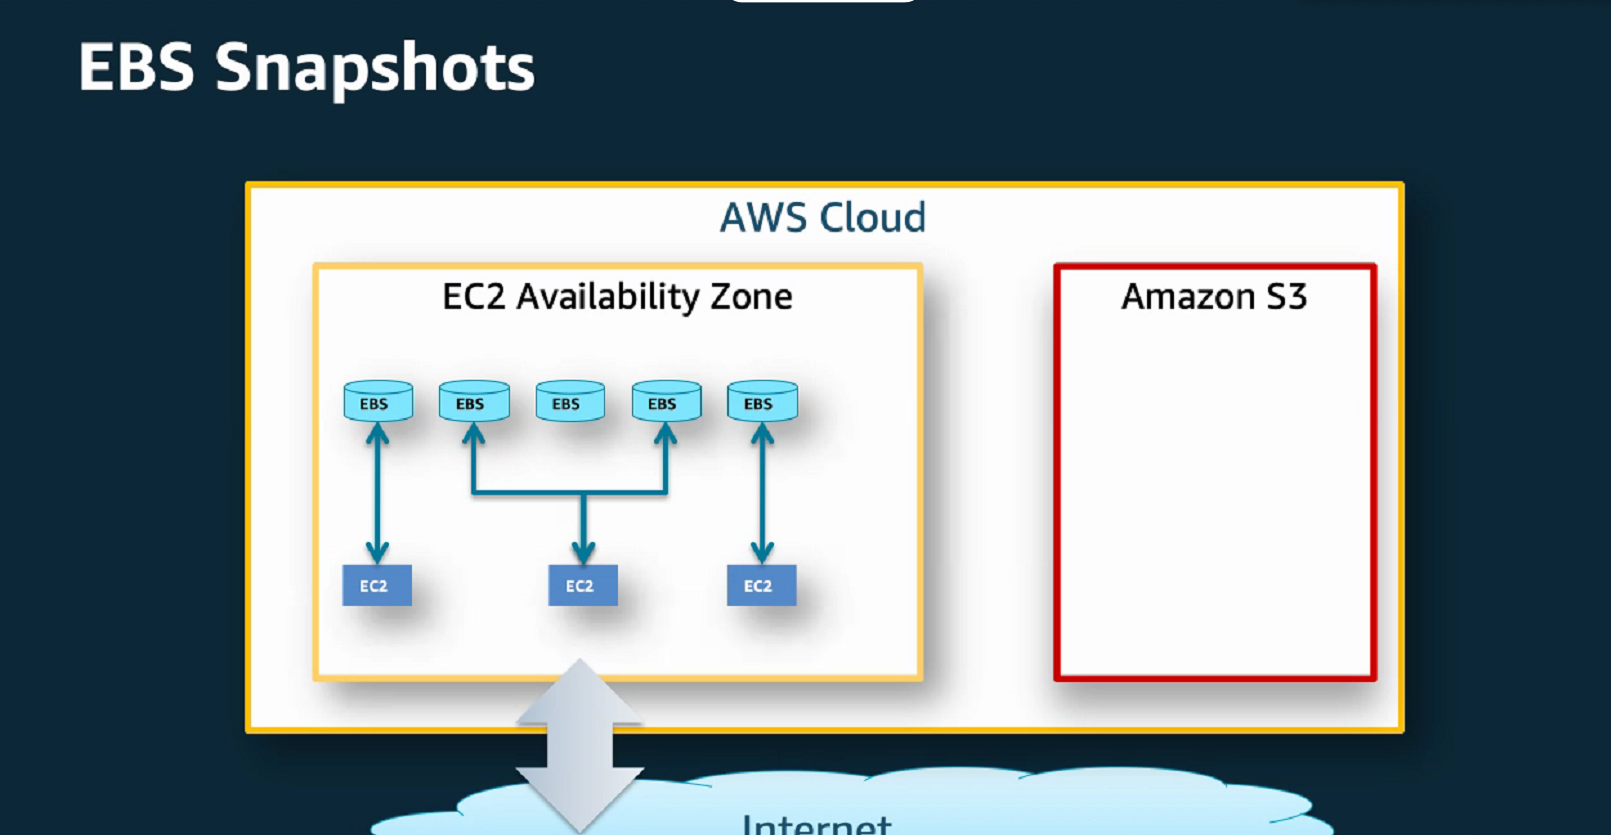 EBS Snapshots
AWS Cloud
EC2 Availability Zone
Amazon S3
EBS EBS EBS EBS EBS
EC2 EC2 EC2
Internet